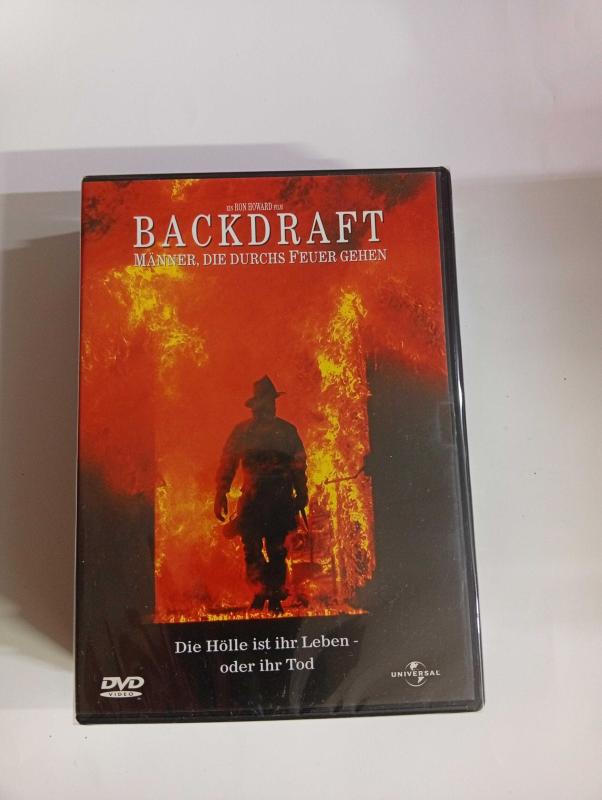 EIN RON HOWARD FILM
BACKDRAFT
MÄNNER, DIE DURCHS FEUER GEHEN
Die Hölle ist ihr Leben -
oder ihr Tod
DVD
VIDEO
UNIVERSAL